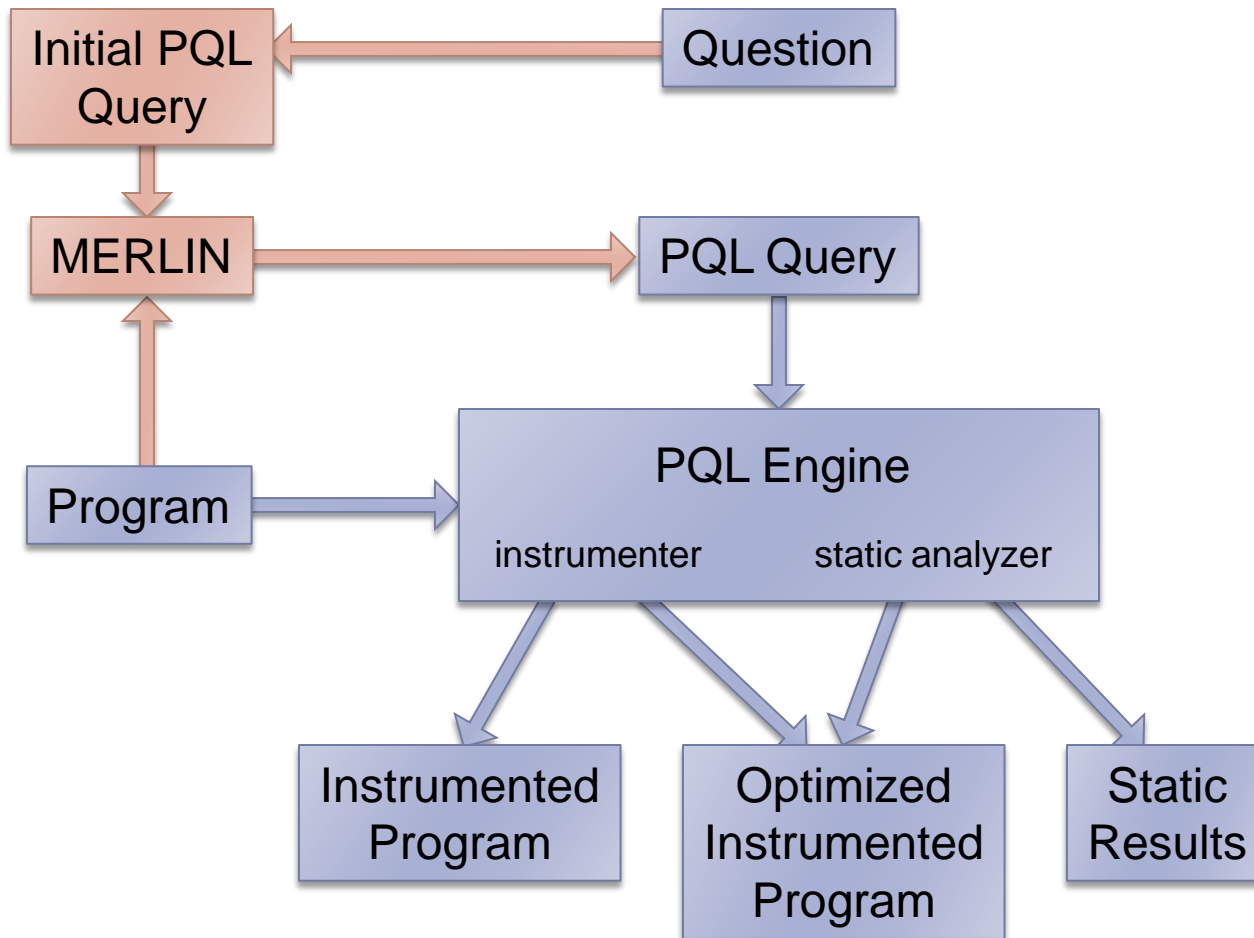 Initial PQL
Query
Question
MERLIN
PQL Query
PQL Engine
Program
instrumenter
static analyzer
Instrumented
Program
Optimized
Instrumented
Program
Static
Results